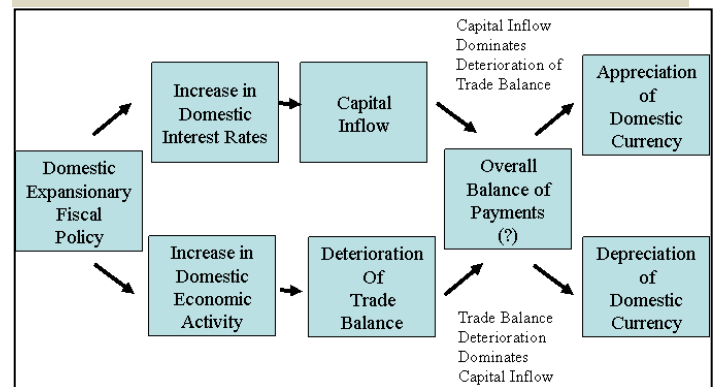 Domestic
Expansionary
Fiscal
Policy
Increase in
Domestic
Interest Rates
Capital
Inflow
Increase in
Domestic
Economic
Activity
Deterioration
Of
Trade
Balance
Overall
Balance of
Payments
(?)
Capital Inflow
Dominates
Deterioration of
Trade Balance
Appreciation
of
Domestic
Currency
Trade Balance
Deterioration
Dominates
Capital Inflow
Depreciation
of
Domestic
Currency